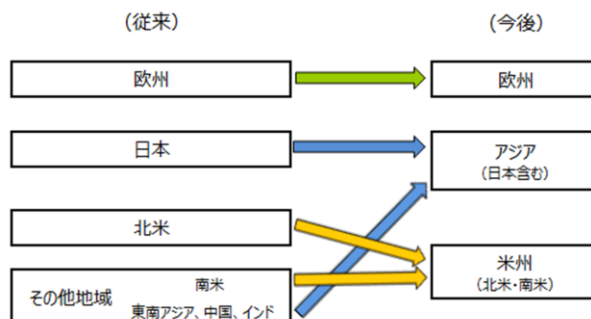 (従来)
(今後)
欧州
欧州
日本
アジア
(日本含む)
北米
米州
(北米・南米)
その他地域
南米
東南アジア、中国、インド